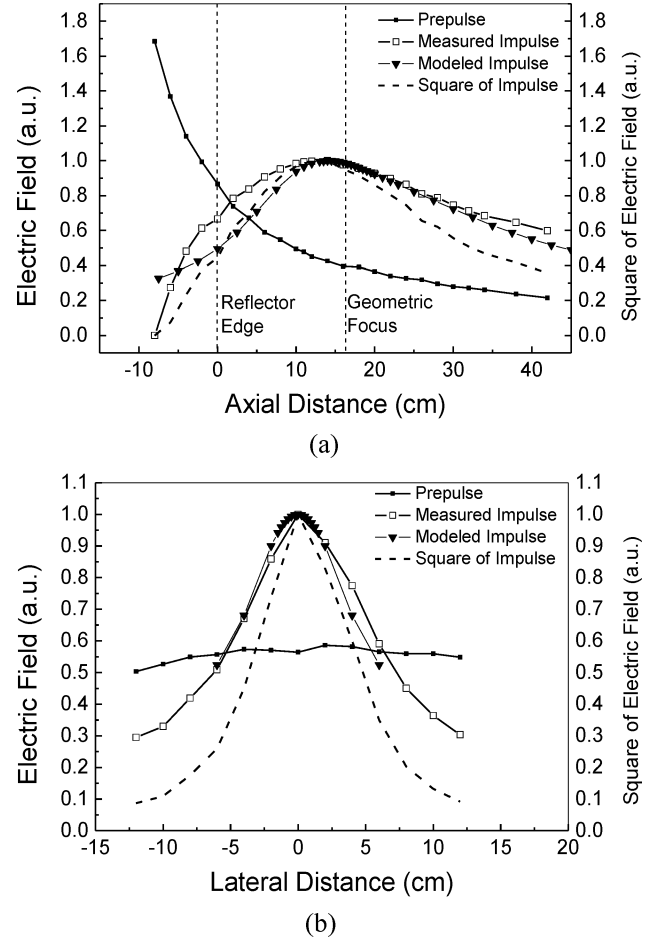 1.8
1.6
1.4
1.2
1.0
0.8
0.6
0.4
0.2
0.0
Electric Field (a.u.)
Prepulse
Measured Impulse
Modeled Impulse
Square of Impulse
Reflector
Edge
Geometric
Focus
1.8
1.6
1.4
1.2
1.0
0.8
0.6
0.4
0.2
0.0
Square of Electric Field (a.u.)
-10 0 10 20 30 40
Axial Distance (cm)
(a)
1.1
1.0
0.9
0.8
0.7
0.6
0.5
0.4
0.3
0.2
0.1
0.0
Electric Field (a.u.)
Prepulse
Measured Impulse
Modeled Impulse
Square of Impulse
1.1
1.0
0.9
0.8
0.7
0.6
0.5
0.4
0.3
0.2
0.1
0.0
Square of Electric Field (a.u.)
-15 -10 -5 0 5 10 15 20
Lateral Distance (cm)
(b)